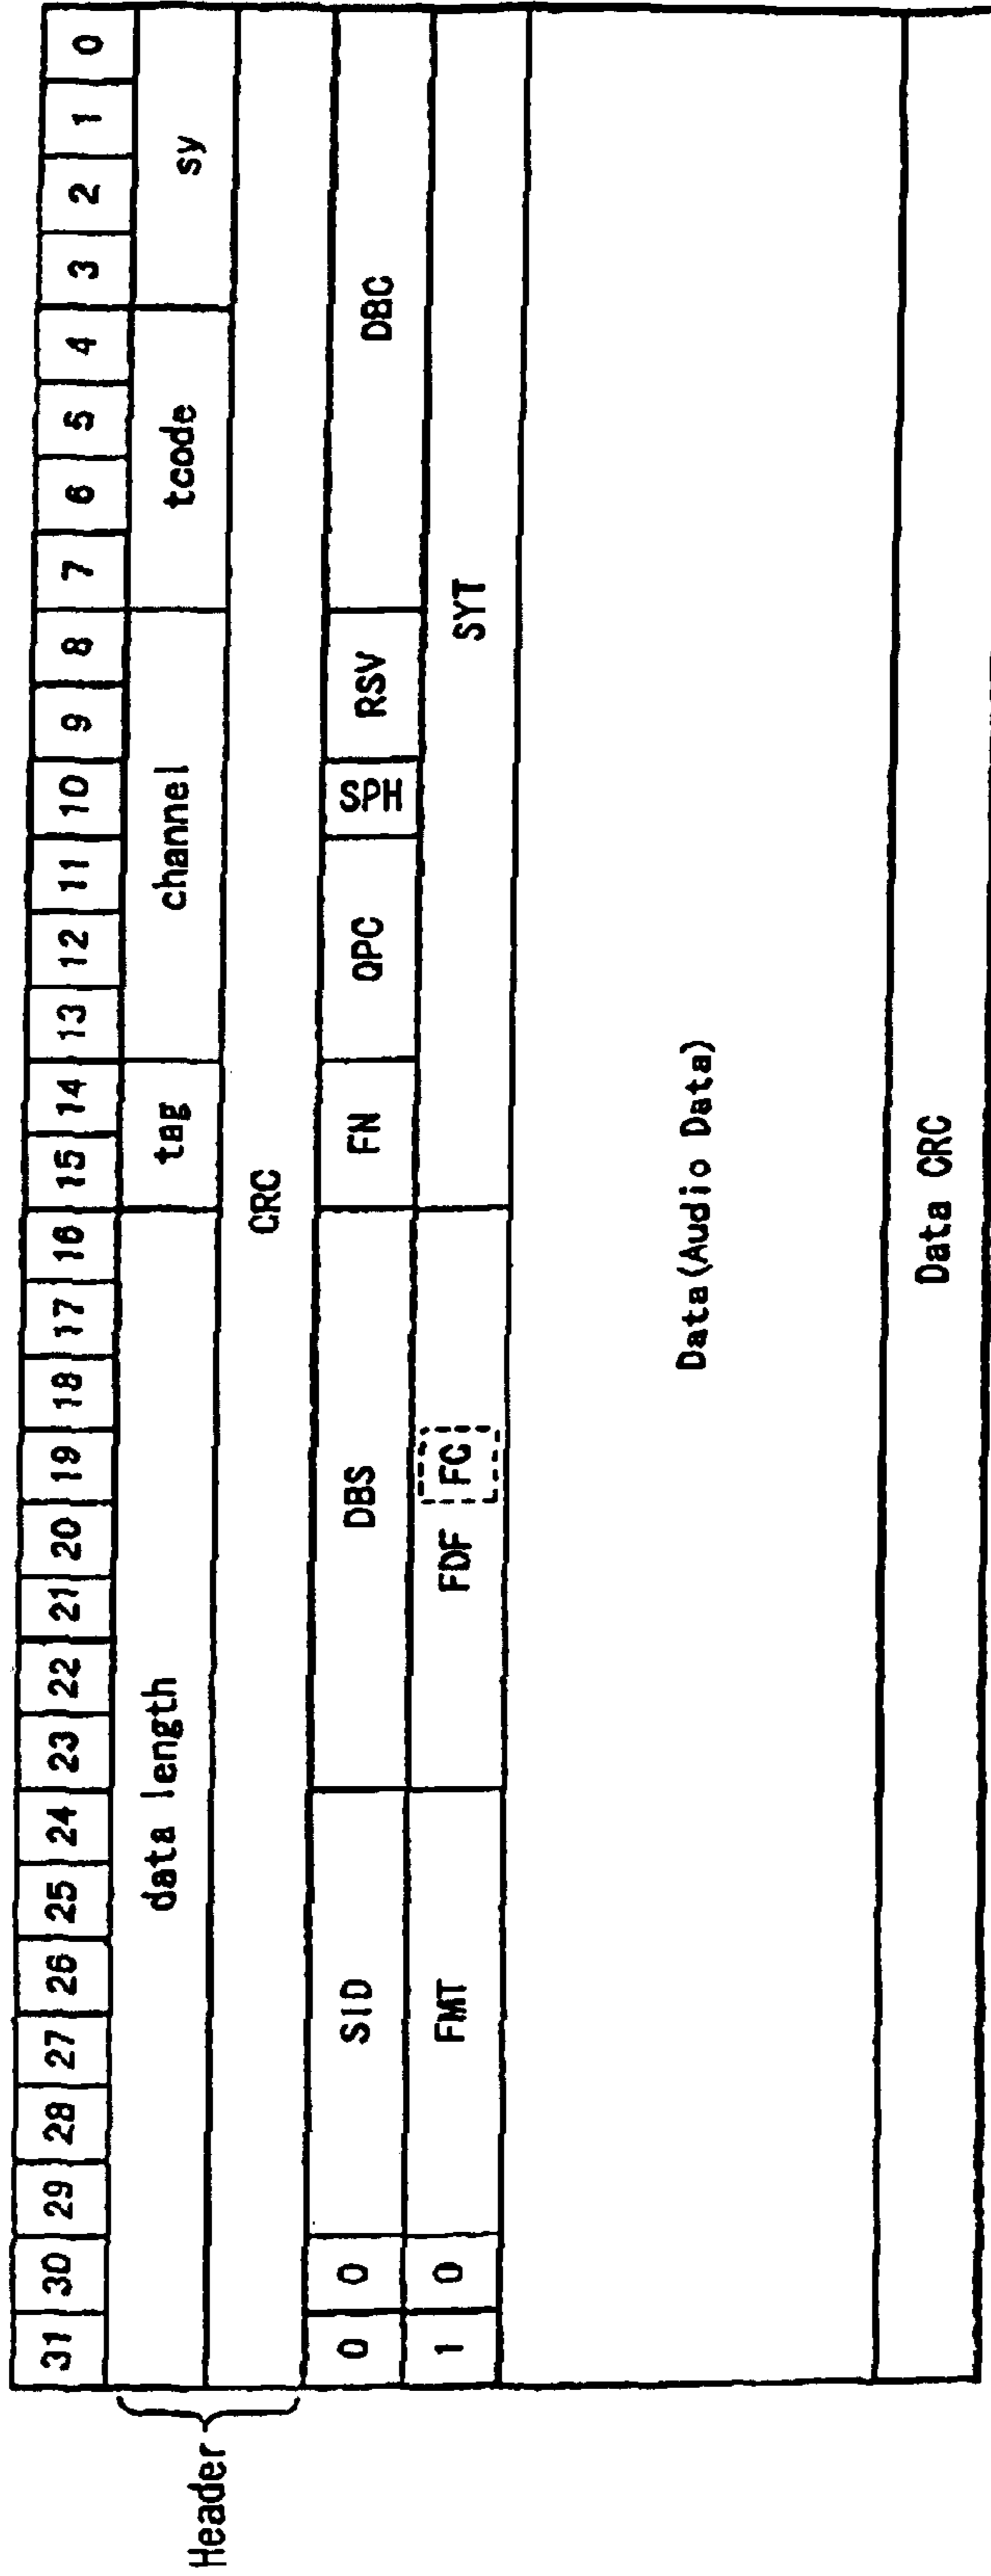 31 30 29 28 27 26 25 24 23 22 21 20 19 18 17 16 15 14 13 12 11 10 9 8 7 6 5 4 3 2 1 0
Header
data length tag channel tcode sy
CRC
0 0 SID DBS FN QPC SPH RSV DBC
1 0 FMT FDF FC SYT
Data(Audio Data)
Data CRC